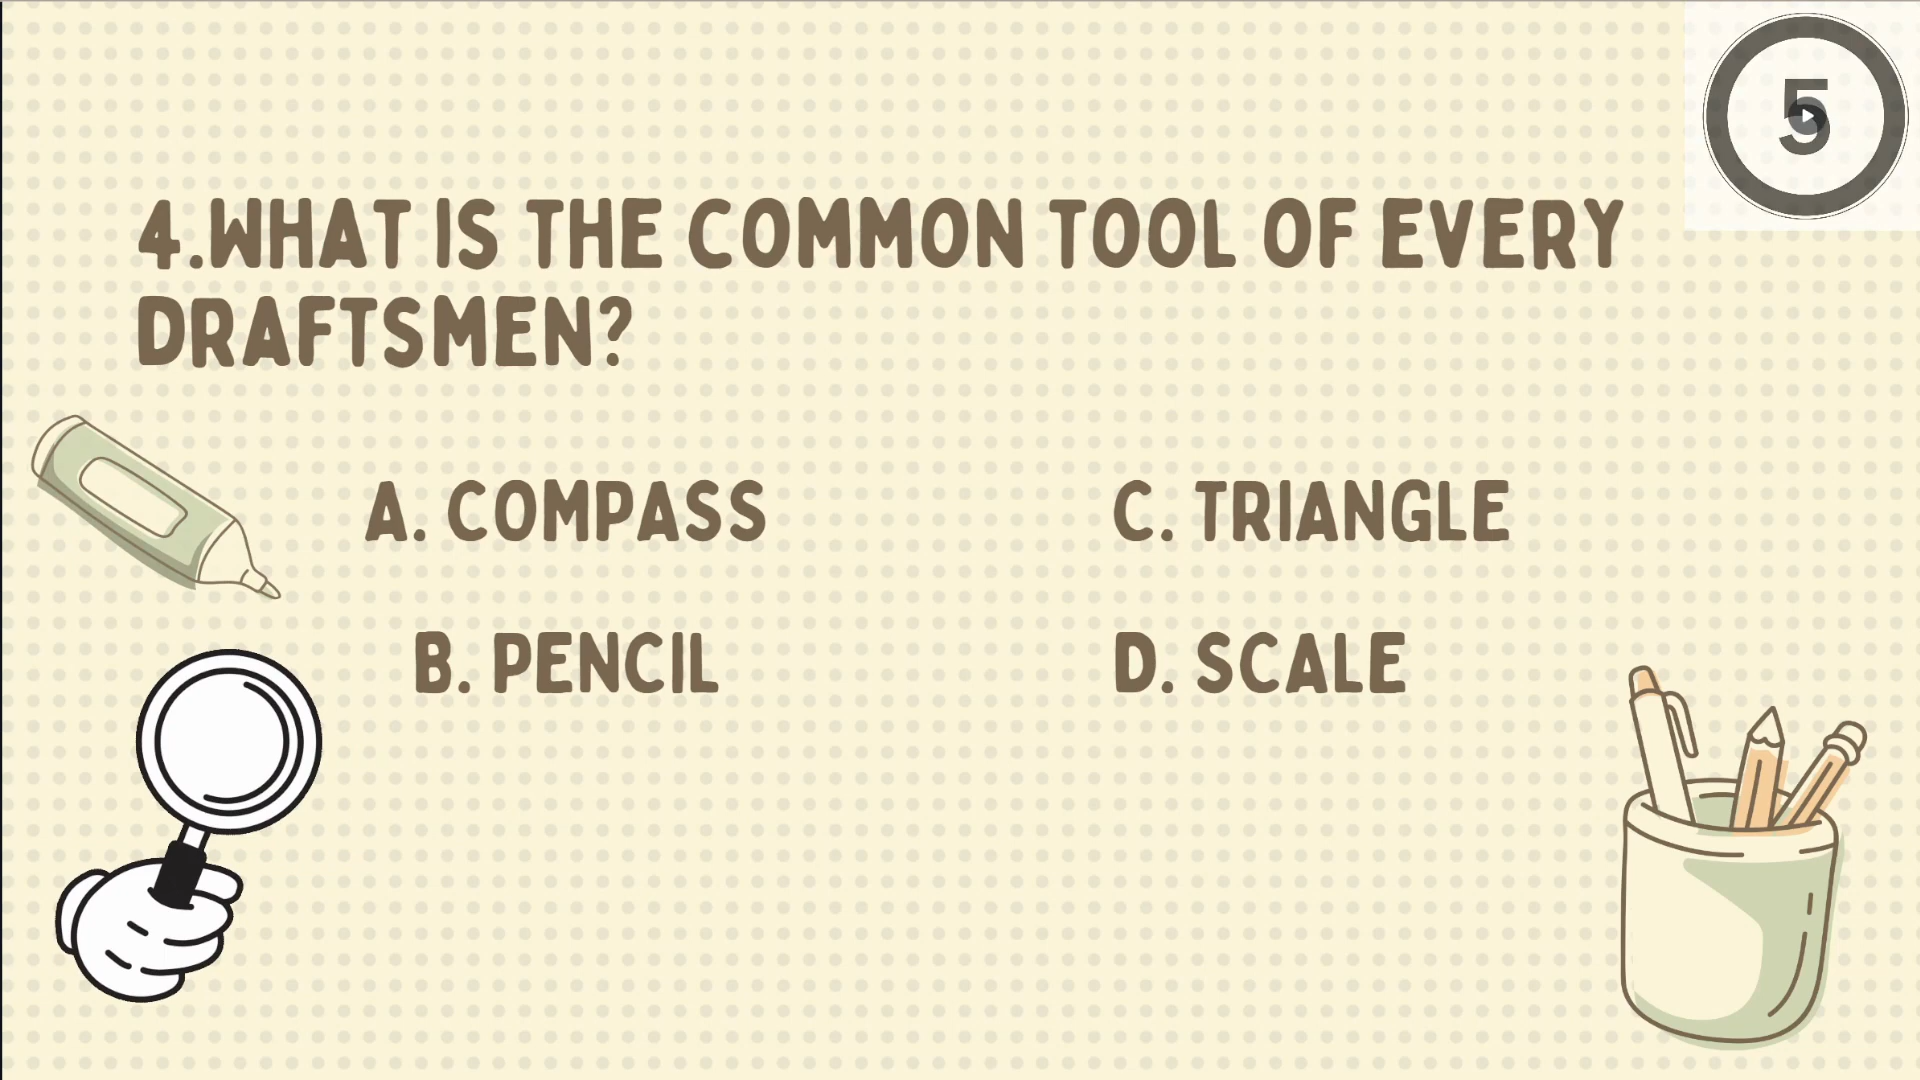 5
4.WHAT IS THE COMMON TOOL OF EVERY
DRAFTSMEN?
A. COMPASS
B. PENCIL
C. TRIANGLE
D. SCALE